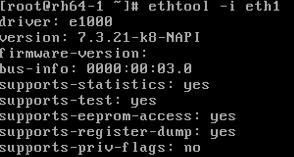 [root@rh64-1 ~]# ethtool -i eth1
driver: e1000
version: 7.3.21-k8-NAPI
firmware-version:
bus-info: 0000:00:03.0
supports-statistics: yes
supports-test: yes
supports-eeprom-access: yes
supports-register-dump: yes
supports-priv-flags: no